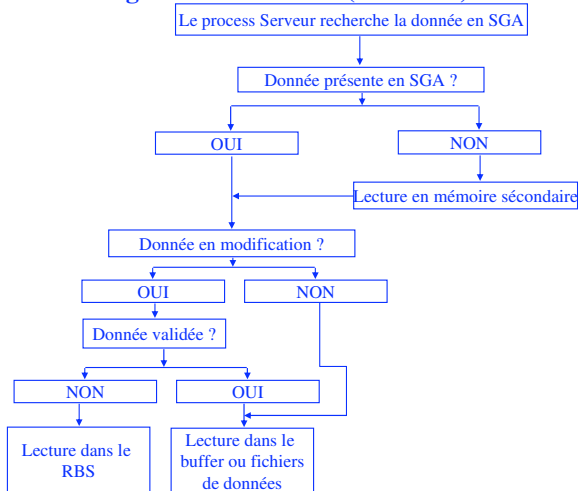 Le process Serveur recherche la donnée en SGA
Donnée présente en SGA ?
OUI
NON
Lecture en mémoire sécondaire
Donnée en modification ?
OUI
NON
Donnée validée ?
NON
OUI
Lecture dans le
RBS
Lecture dans le
buffer ou fichiers
de données